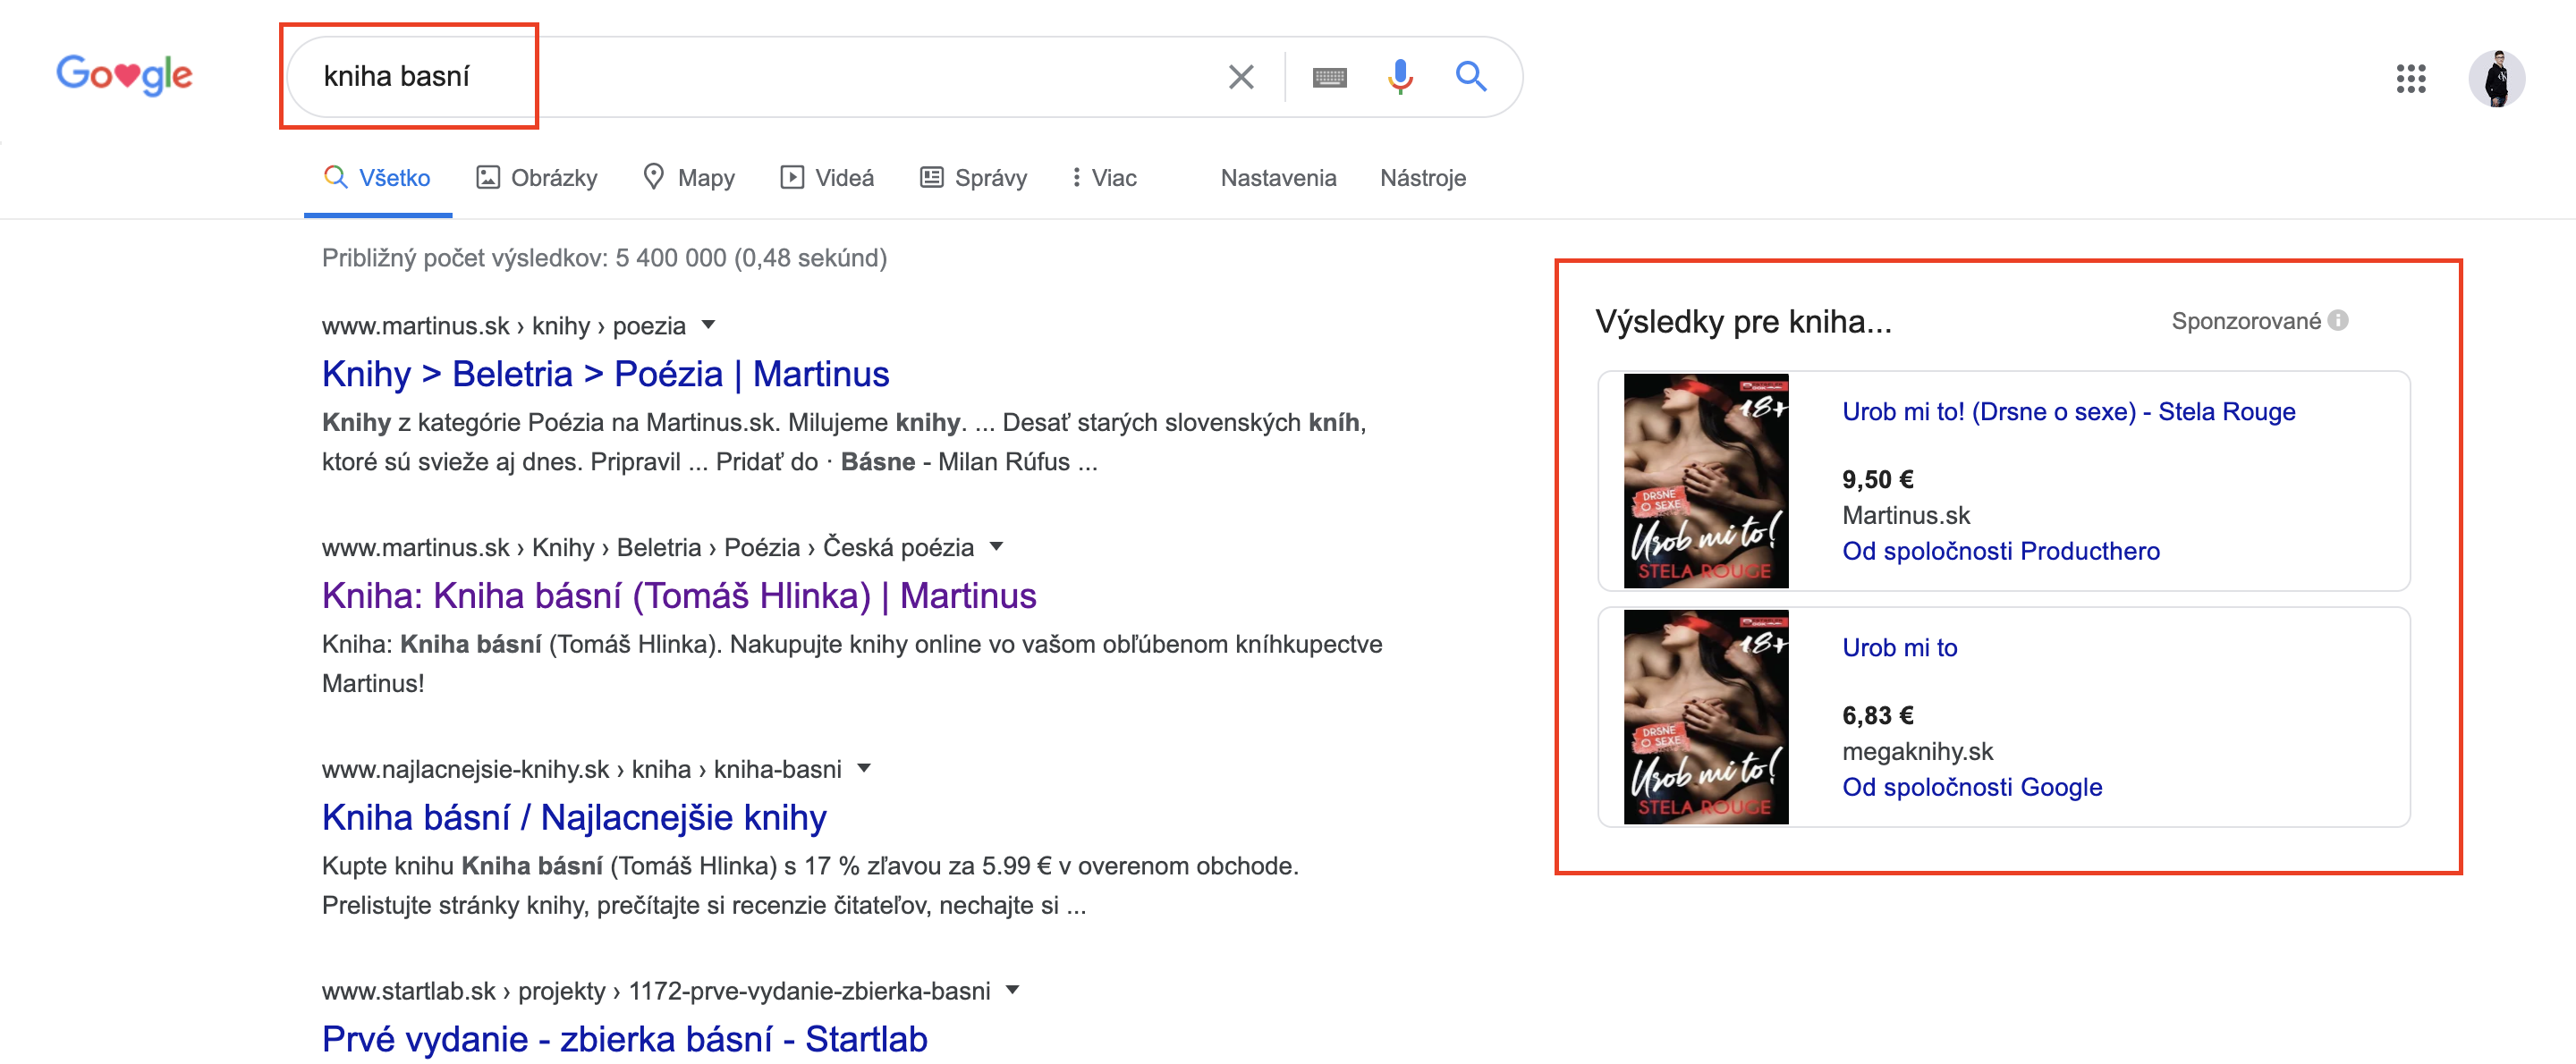 Google
kniha basní
Všetko
Obrázky
Mapy
Videá
Správy
Viac
Nastavenia
Nástroje
Približný počet výsledkov: 5 400 000 (0,48 sekúnd)
www.martinus.sk › knihy › poezia
Knihy > Beletria > Poézia | Martinus
Knihy z kategórie Poézia na Martinus.sk. Milujeme knihy. ... Desať starých slovenských kníh,
ktoré sú svieže aj dnes. Pripravil ... Pridať do · Básne - Milan Rúfus ...
www.martinus.sk › Knihy › Beletria › Poézia › Česká poézia
Kniha: Kniha básní (Tomáš Hlinka) | Martinus
Kniha: Kniha básní (Tomáš Hlinka). Nakupujte knihy online vo vašom obľúbenom kníhkupectve
Martinus!
www.najlacnejsie-knihy.sk › kniha › kniha-basni
Kniha básní / Najlacnejšie knihy
Kupte knihu Kniha básní (Tomáš Hlinka) s 17 % zľavou za 5.99 € v overenom obchode.
Prelistujte stránky knihy, prečítajte si recenzie čitateľov, nechajte si ...
www.startlab.sk › projekty › 1172-prve-vydanie-zbierka-basni
Prvé vydanie - zbierka básní - Startlab
Výsledky pre kniha...
Sponzorované
18+
DRSNE
O SEXE
Urob mi to!
STELA ROUGE
Urob mi to! (Drsne o sexe) - Stela Rouge
9,50 €
Martinus.sk
Od spoločnosti Producthero
18+
DRSNE
O SEXE
Urob mi to!
STELA ROUGE
Urob mi to
6,83 €
megaknihy.sk
Od spoločnosti Google